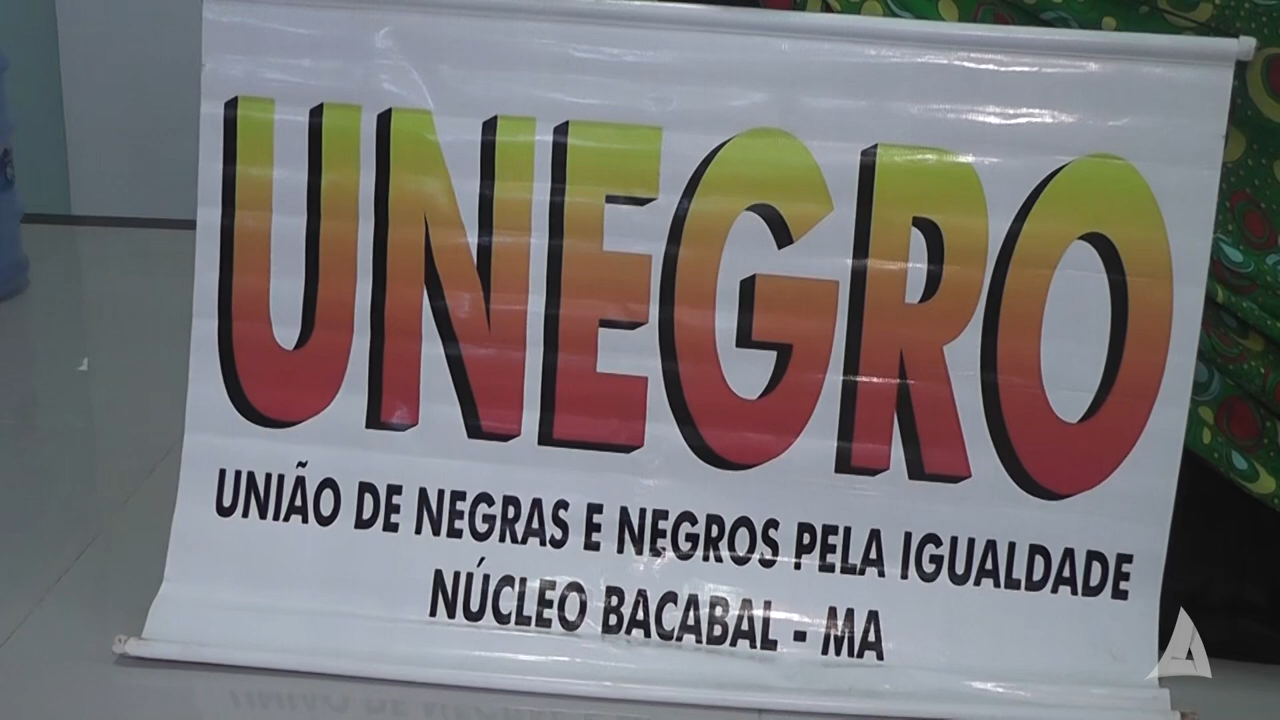 UNEGRO
UNIÃO DE NEGRAS E NEGROS PELA IGUALDADE
NÚCLEO BACABAL - MA